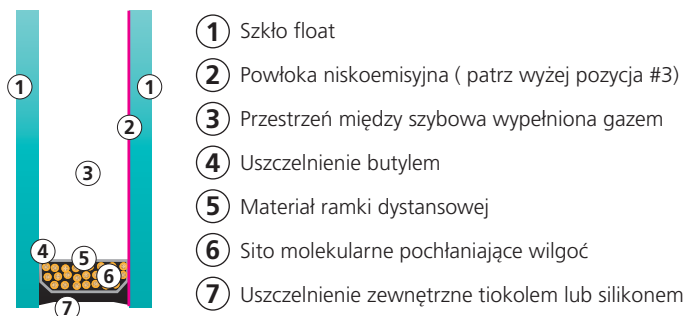 1 Szkło float
2 Powłoka niskoemisyjna ( patrz wyżej pozycja #3)
3 Przestrzeń między szybowa wypełniona gazem
4 Uszczelnienie butylem
5 Materiał ramki dystansowej
6 Sito molekularne pochłaniające wilgoć
7 Uszczelnienie zewnętrzne tiokolem lub silikonem
1 1
2
3
4 5
6
7